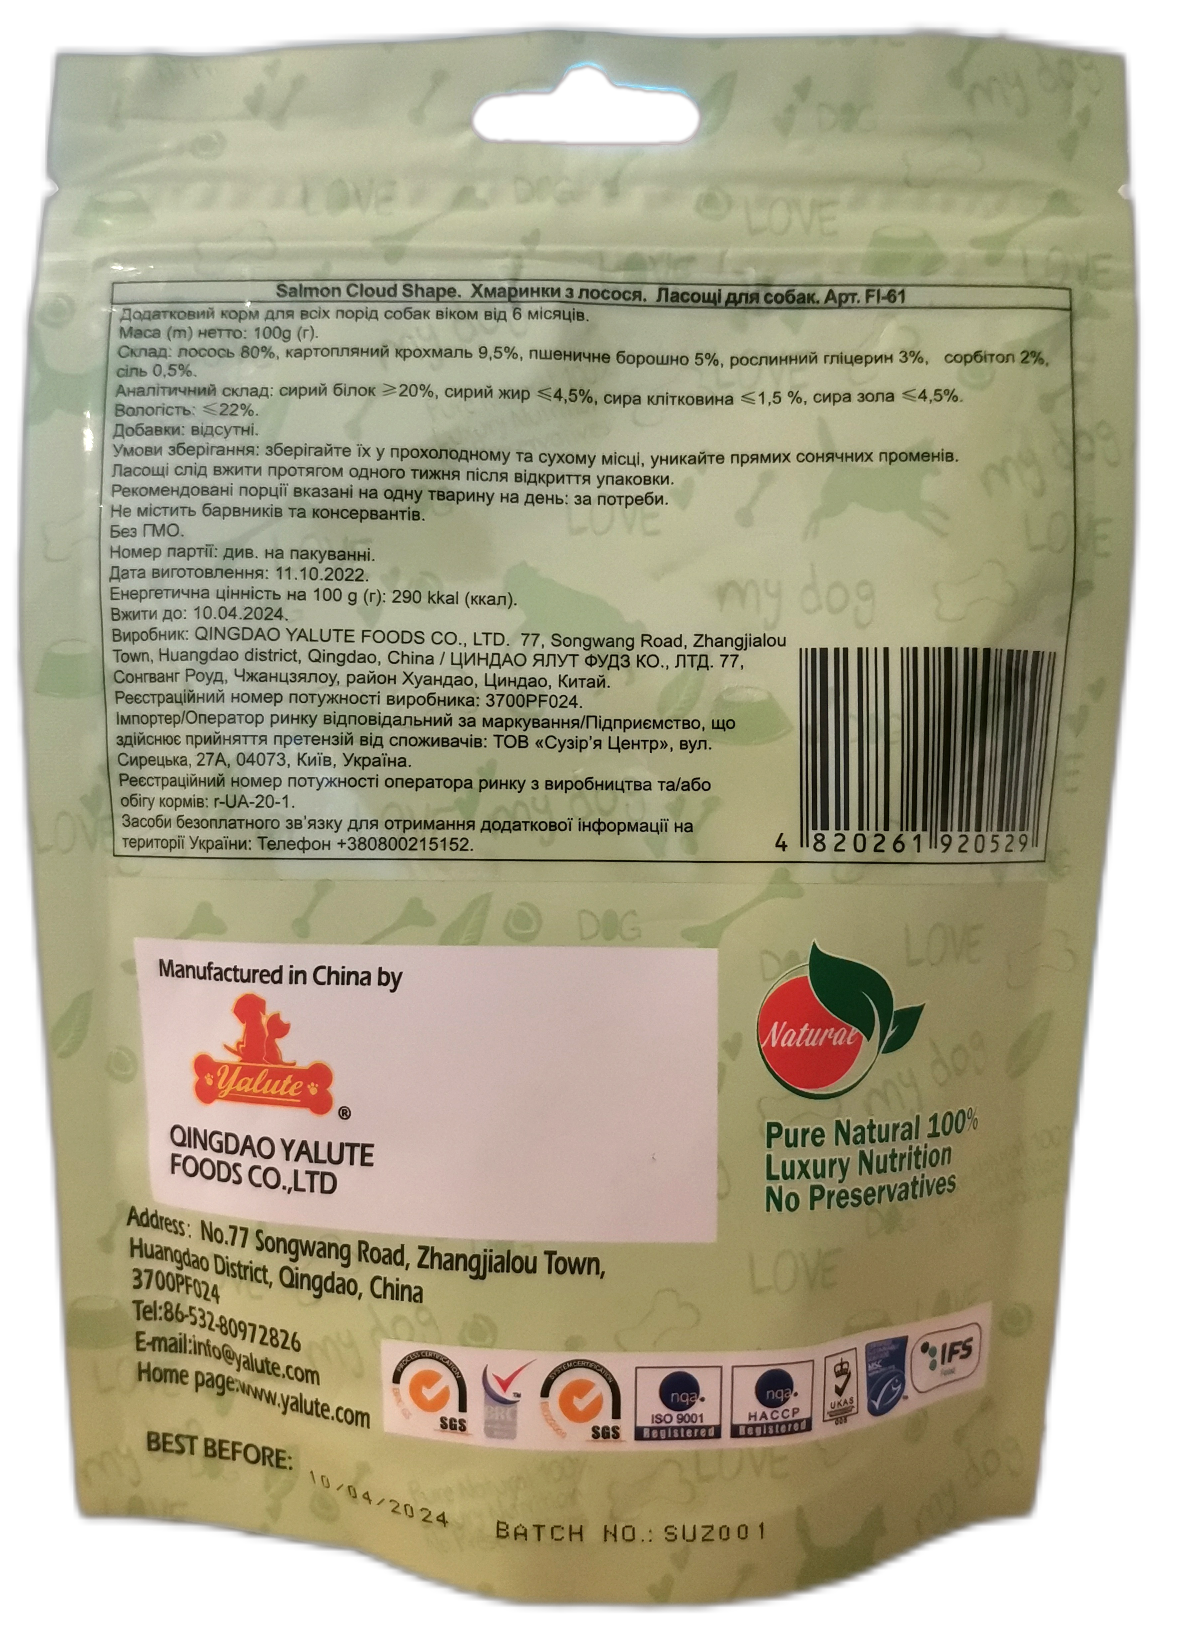 Salmon Cloud Shape. Хмаринки з лосося. Ласощі для собак. Арт. FI-61
Додатковий корм для всіх порід собак віком від 6 місяців.
Маса (m) нетто: 100g (г).
Склад: лосось 80%, картопляний крохмаль 9,5%, пшеничне борошно 5%, рослинний гліцерин 3%, сорбітол 2%,
сіль 0,5%.
Аналітичний склад: сирий білок ≥20%, сирий жир ≤4,5%, сира клітковина ≤1,5 %, сира зола ≤4,5%.
Вологість: ≤22%.
Добавки: відсутні.
Умови зберігання: зберігайте їх у прохолодному та сухому місці, уникайте прямих сонячних променів.
Ласощі слід вжити протягом одного тижня після відкриття упаковки.
Рекомендовані порції вказані на одну тварину на день: за потреби.
Не містить барвників та консервантів.
Без ГМО.
Номер партії: див. на пакуванні.
Дата виготовлення: 11.10.2022.
Енергетична цінність на 100 g (г): 290 kkal (ккал).
Вжити до: 10.04.2024.
Виробник: QINGDAO YALUTE FOODS CO., LTD. 77, Songwang Road, Zhangjialou
Town, Huangdao district, Qingdao, China / ЦИНДАО ЯЛУТ ФУДЗ КО., ЛТД. 77,
Сонгванг Роуд, Чжанцзялоу, район Хуандао, Циндао, Китай.
Реєстраційний номер потужності виробника: 3700PF024.
Імпортер/Оператор ринку відповідальний за маркування/Підприємство, що
здійснює прийняття претензій від споживачів: ТОВ «Сузір’я Центр», вул.
Сирецька, 27А, 04073, Київ, Україна.
Реєстраційний номер потужності оператора ринку з виробництва та/або
обігу кормів: r-UA-20-1.
Засоби безоплатного зв’язку для отримання додаткової інформації на
території України: Телефон +380800215152.
4 820261 920529
Manufactured in China by
Yalute ®
QINGDAO YALUTE
FOODS CO.,LTD
Natural
Pure Natural 100%
Luxury Nutrition
No Preservatives
Address: No.77 Songwang Road, Zhangjialou Town,
Huangdao District, Qingdao, China
3700PF024
Tel:86-532-80972826
E-mail:info@yalute.com
Home page:www.yalute.com
SGS
BRC
SGS
nqa.
ISO 9001
Registered
nqa.
HACCP
Registered
UKAS
MSC
IFS
Food
BEST BEFORE:
10/04/2024
BATCH NO.: SUZ001